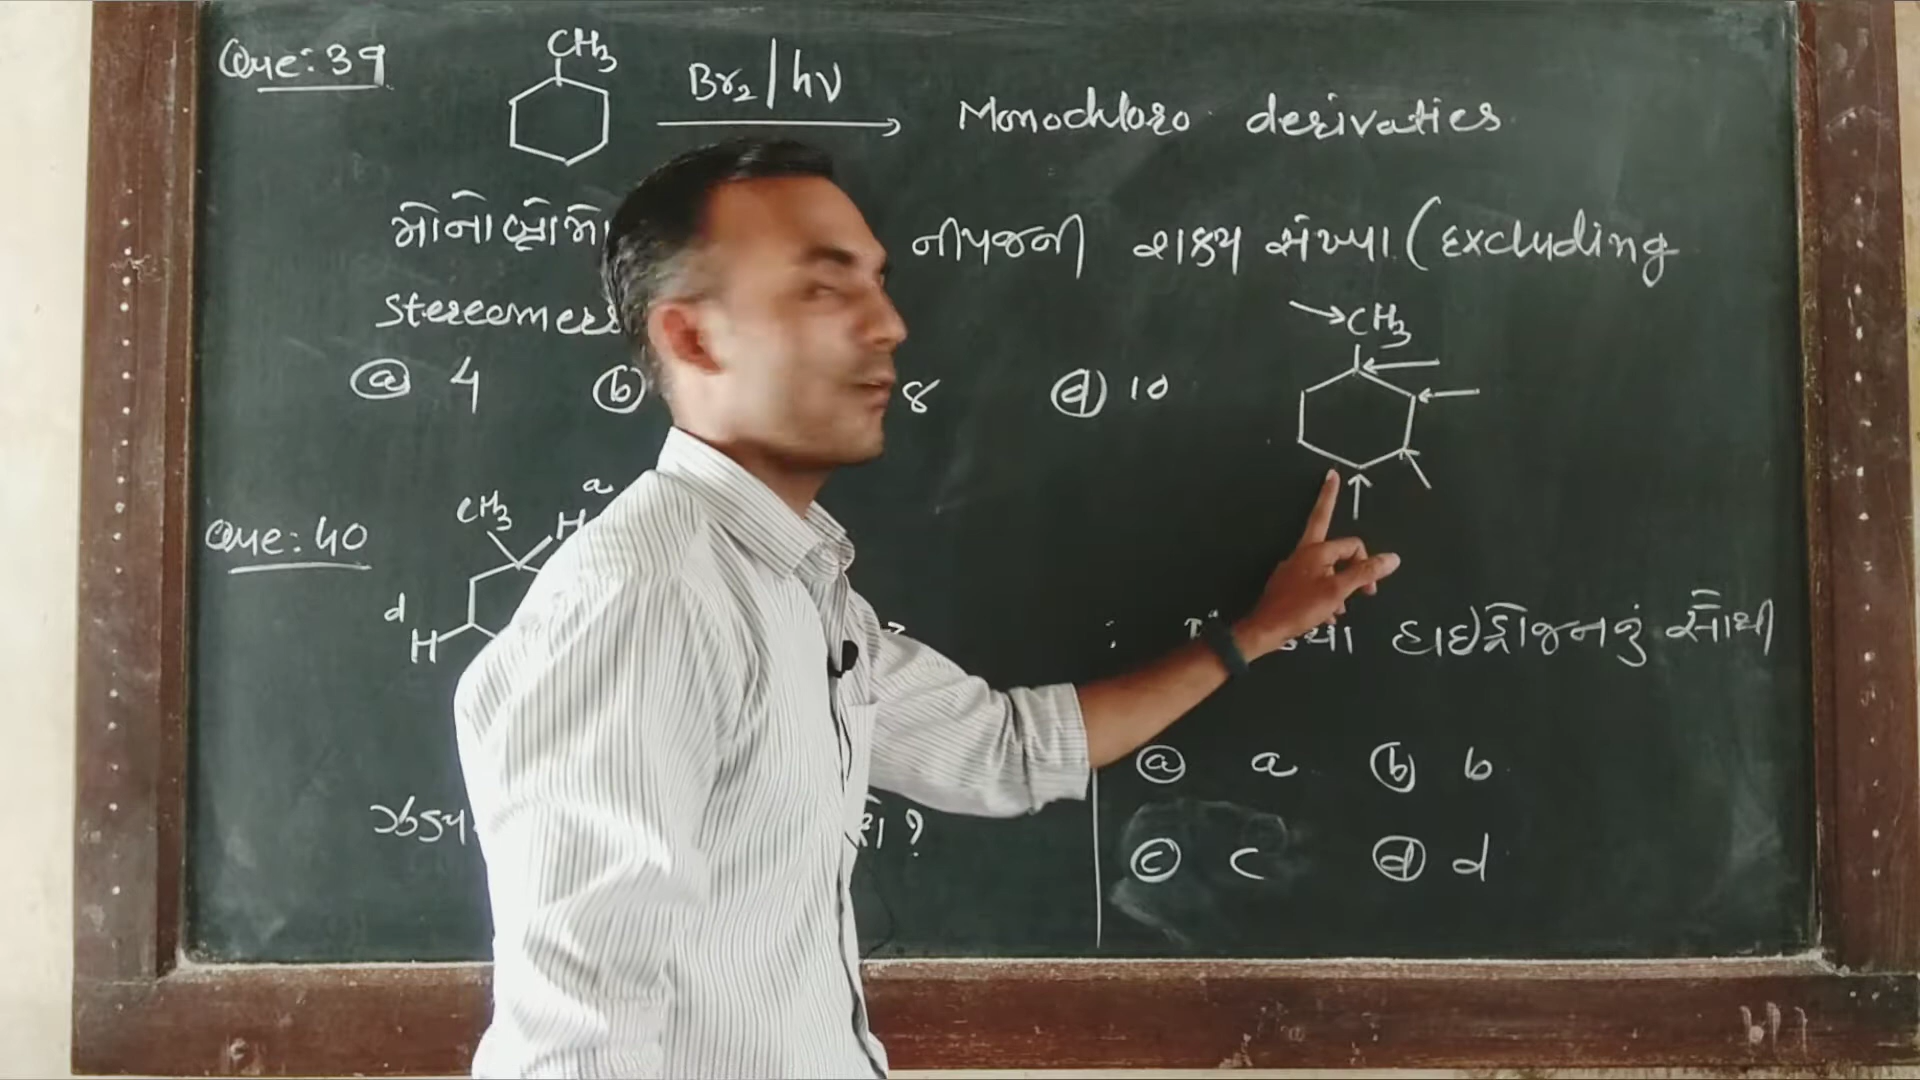 Que: 39
CH3
Br2 / hν
Monochloro derivaties
મોનોબ્રોમો નીપજની શક્ય સંખ્યા (Excluding
Stereomers
ⓐ 4 ⓑ 8 ⓓ 10
CH3
Que: 40
CH3 a H
d H
હાઇડ્રોજનનું સૌથી
?
ⓐ a ⓑ b
ⓒ c ⓓ d